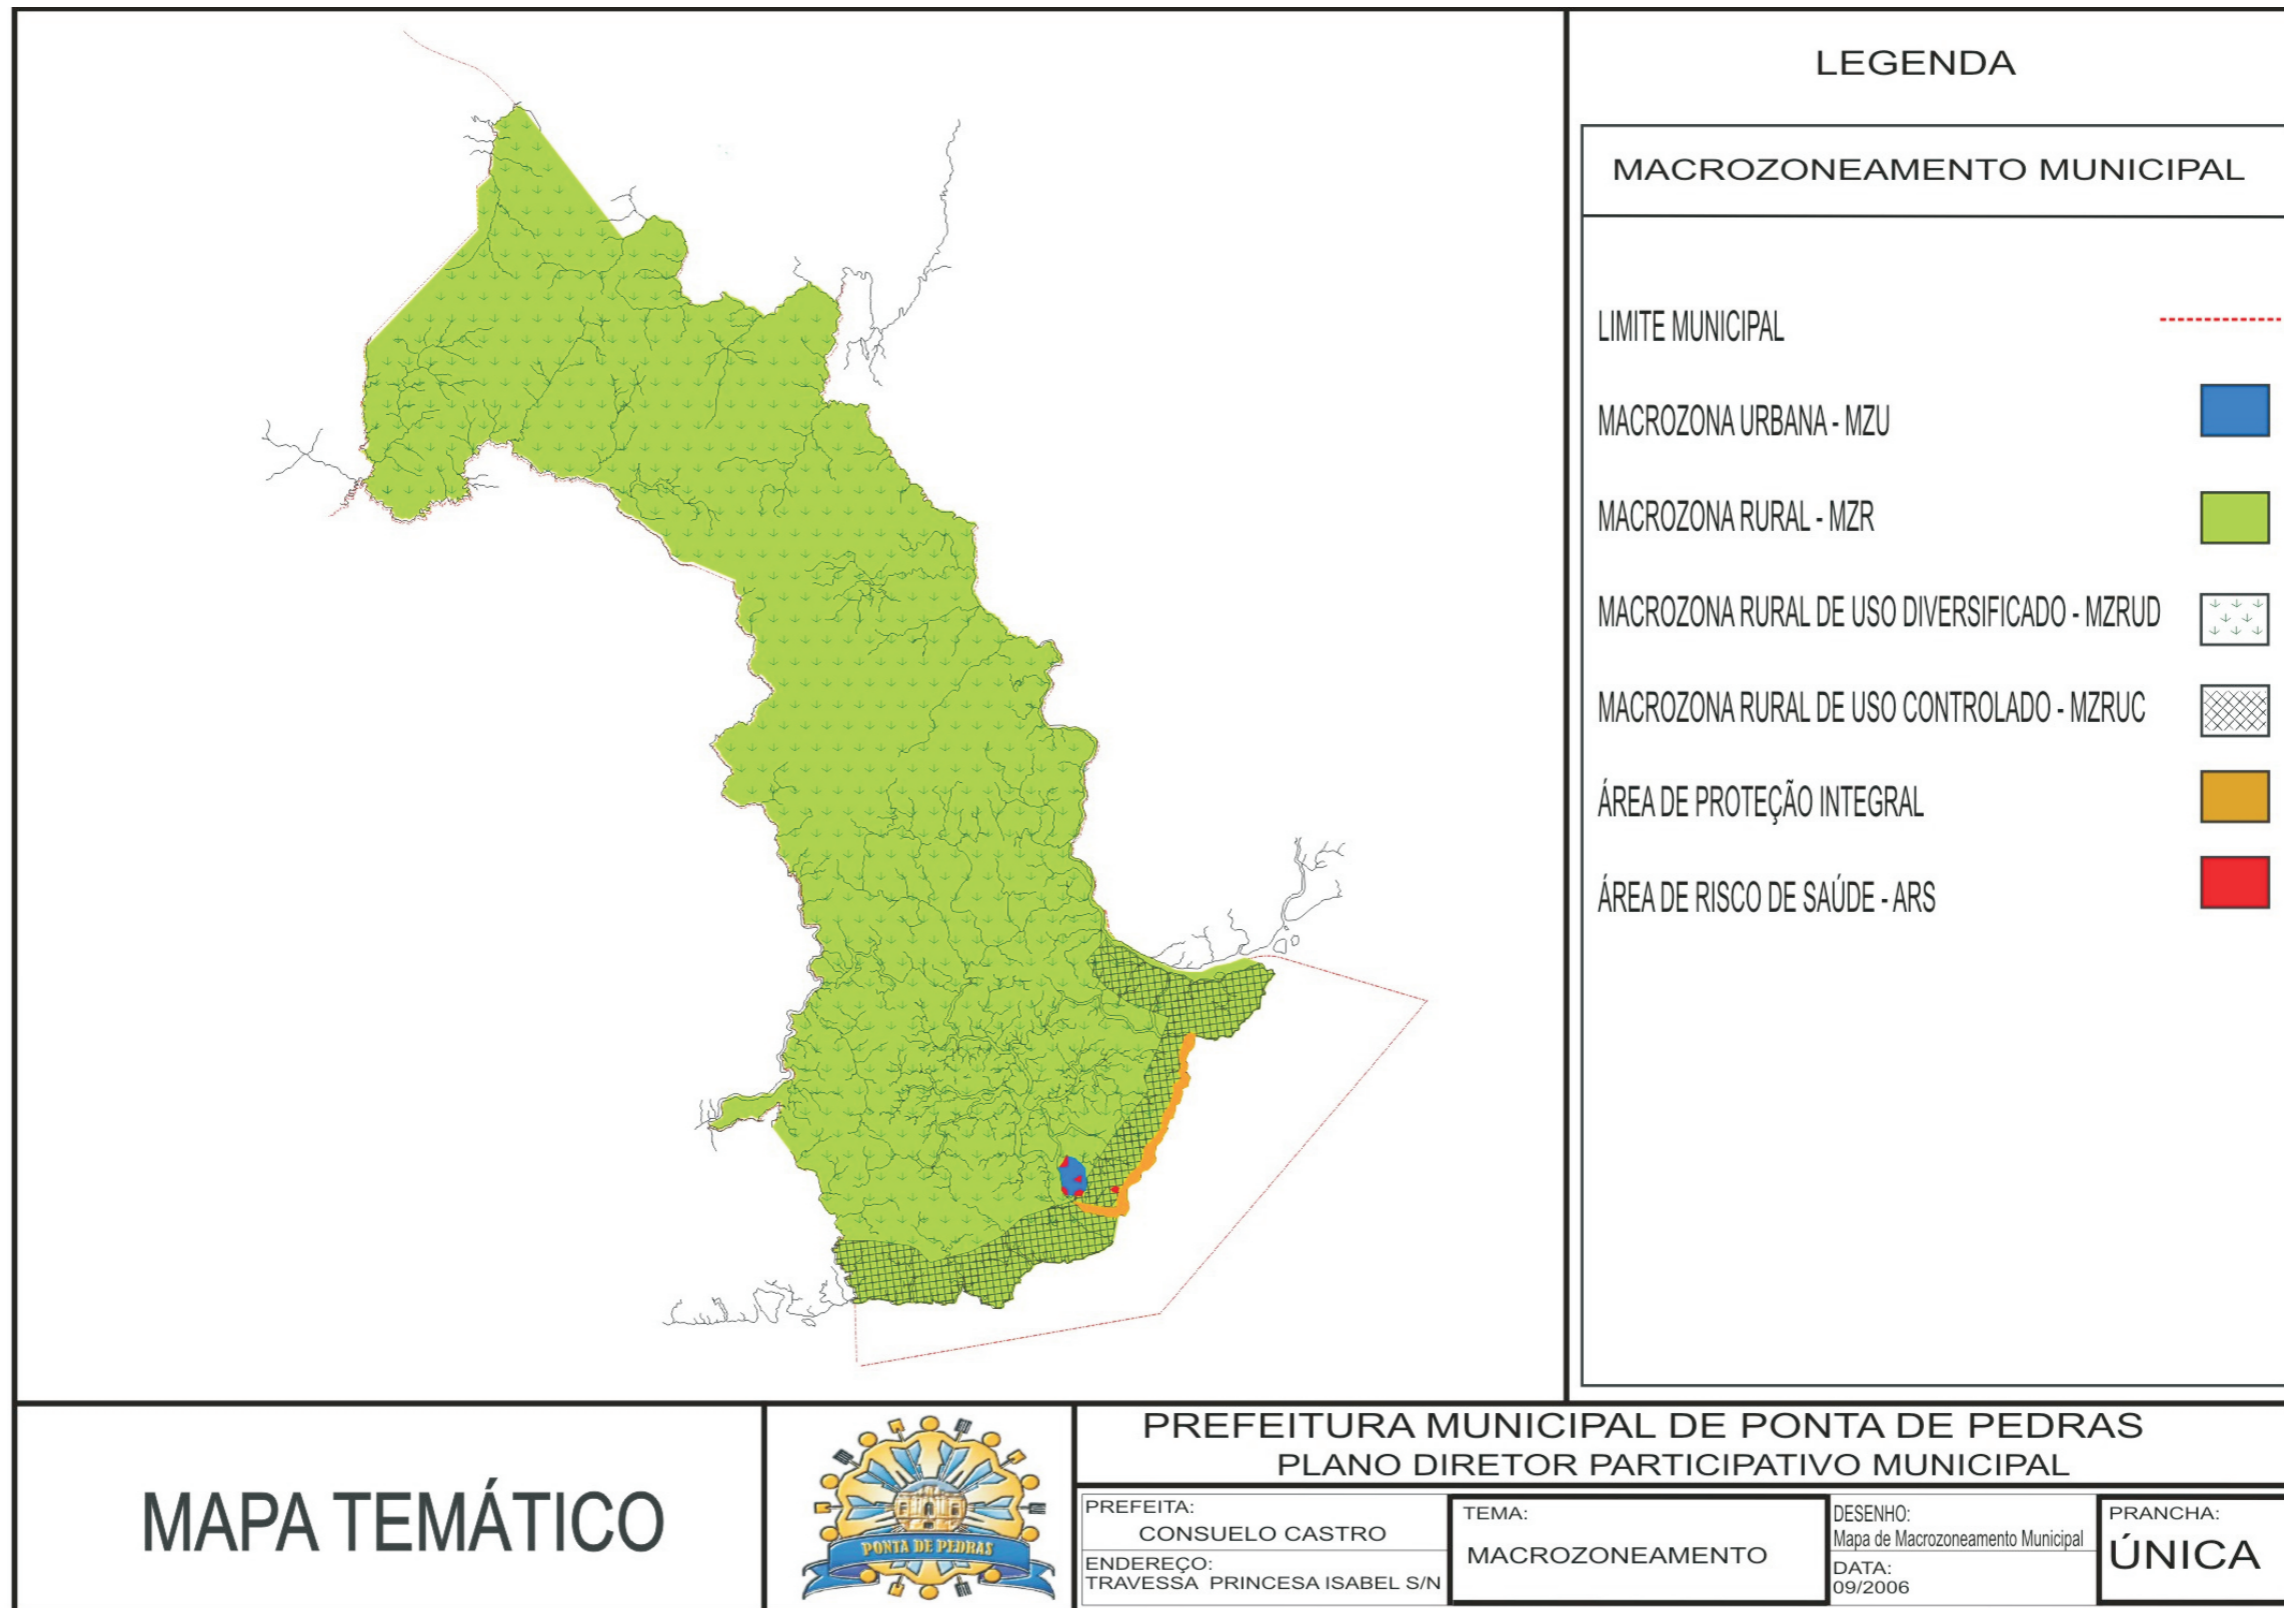 LEGENDA
MACROZONEAMENTO MUNICIPAL
LIMITE MUNICIPAL
MACROZONA URBANA - MZU
MACROZONA RURAL - MZR
MACROZONA RURAL DE USO DIVERSIFICADO - MZRUD
MACROZONA RURAL DE USO CONTROLADO - MZRUC
ÁREA DE PROTEÇÃO INTEGRAL
ÁREA DE RISCO DE SAÚDE - ARS
MAPA TEMÁTICO
PONTA DE PEDRAS
PREFEITURA MUNICIPAL DE PONTA DE PEDRAS
PLANO DIRETOR PARTICIPATIVO MUNICIPAL
PREFEITA:
CONSUELO CASTRO
ENDEREÇO:
TRAVESSA PRINCESA ISABEL S/N
TEMA:
MACROZONEAMENTO
DESENHO:
Mapa de Macrozoneamento Municipal
DATA:
09/2006
PRANCHA:
ÚNICA